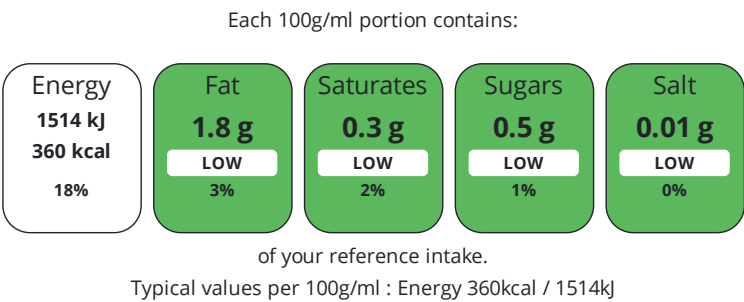 Each 100g/ml portion contains:
Energy
1514 kJ
360 kcal
18%
Fat
1.8 g
LOW
3%
Saturates
0.3 g
LOW
2%
Sugars
0.5 g
LOW
1%
Salt
0.01 g
LOW
0%
of your reference intake.
Typical values per 100g/ml : Energy 360kcal / 1514kJ